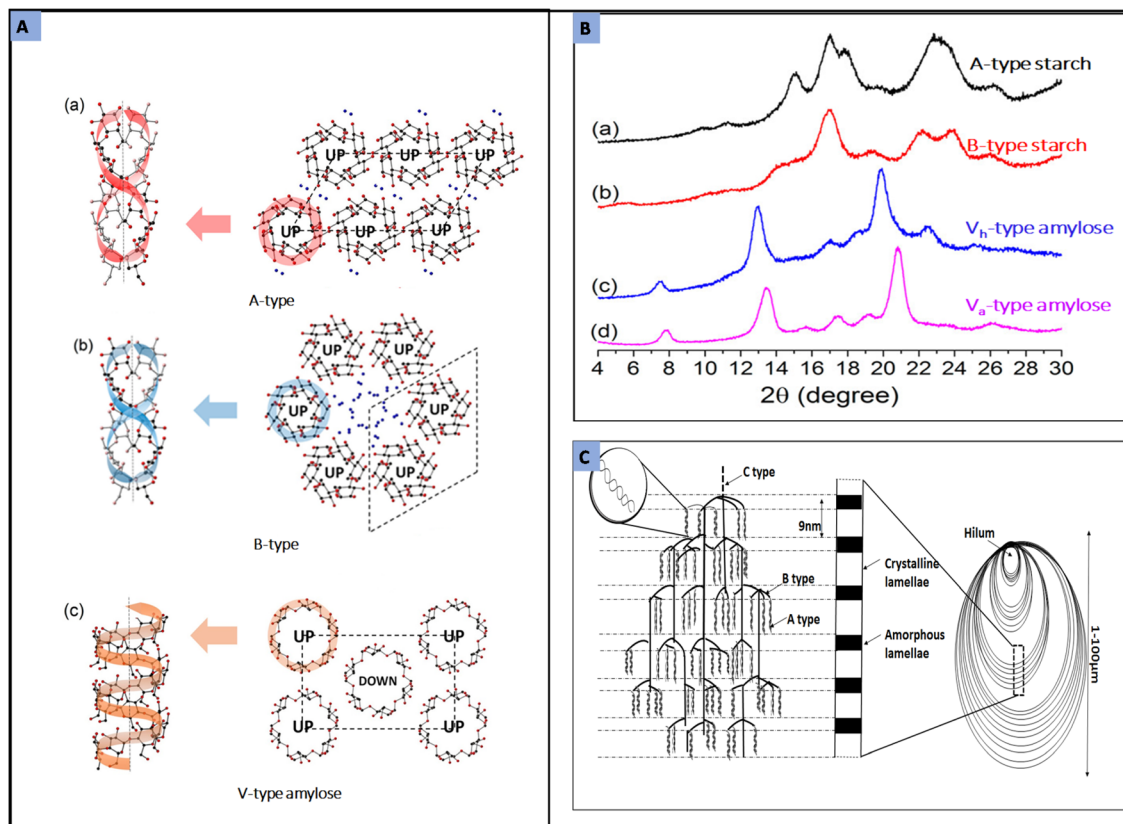 A
(a)
UP UP UP
UP UP UP
A-type
(b)
UP UP
UP UP
UP UP
B-type
(c)
UP UP
DOWN
UP UP
V-type amylose
B
A-type starch
(a)
B-type starch
(b)
Vh-type amylose
(c)
Va-type amylose
(d)
4 6 8 10 12 14 16 18 20 22 24 26 28 30
2θ (degree)
C
C type
9nm
Hilum
Crystalline
lamellae
B type
A type
Amorphous
lamellae
1-100µm